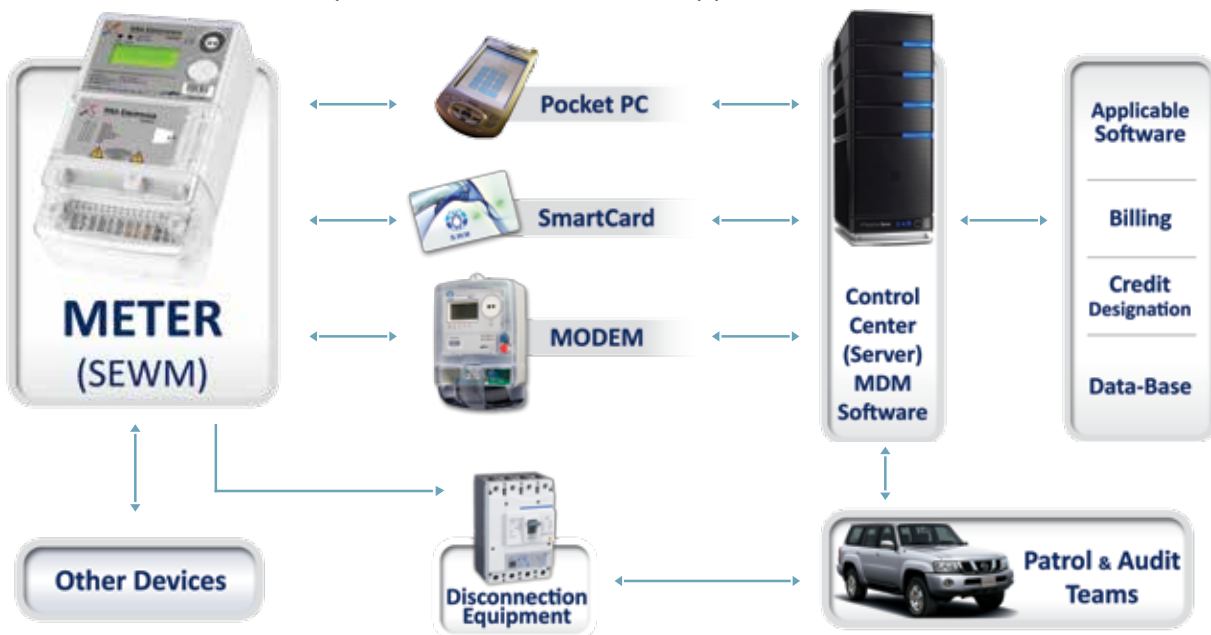 Pocket PC
SmartCard
MODEM
METER
(SEWM)
Control
Center
(Server)
MDM
Software
Applicable
Software
Billing
Credit
Designation
Data-Base
Other Devices
Disconnection
Equipment
Patrol & Audit
Teams